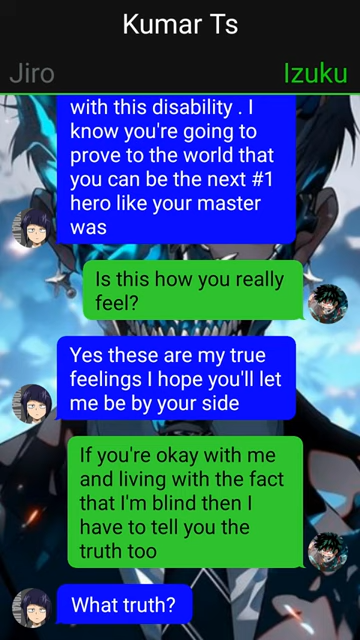 Kumar Ts
Jiro
Izuku
with this disability . I
know you're going to
prove to the world that
you can be the next #1
hero like your master
was
Is this how you really
feel?
Yes these are my true
feelings I hope you'll let
me be by your side
If you're okay with me
and living with the fact
that I'm blind then I
have to tell you the
truth too
What truth?